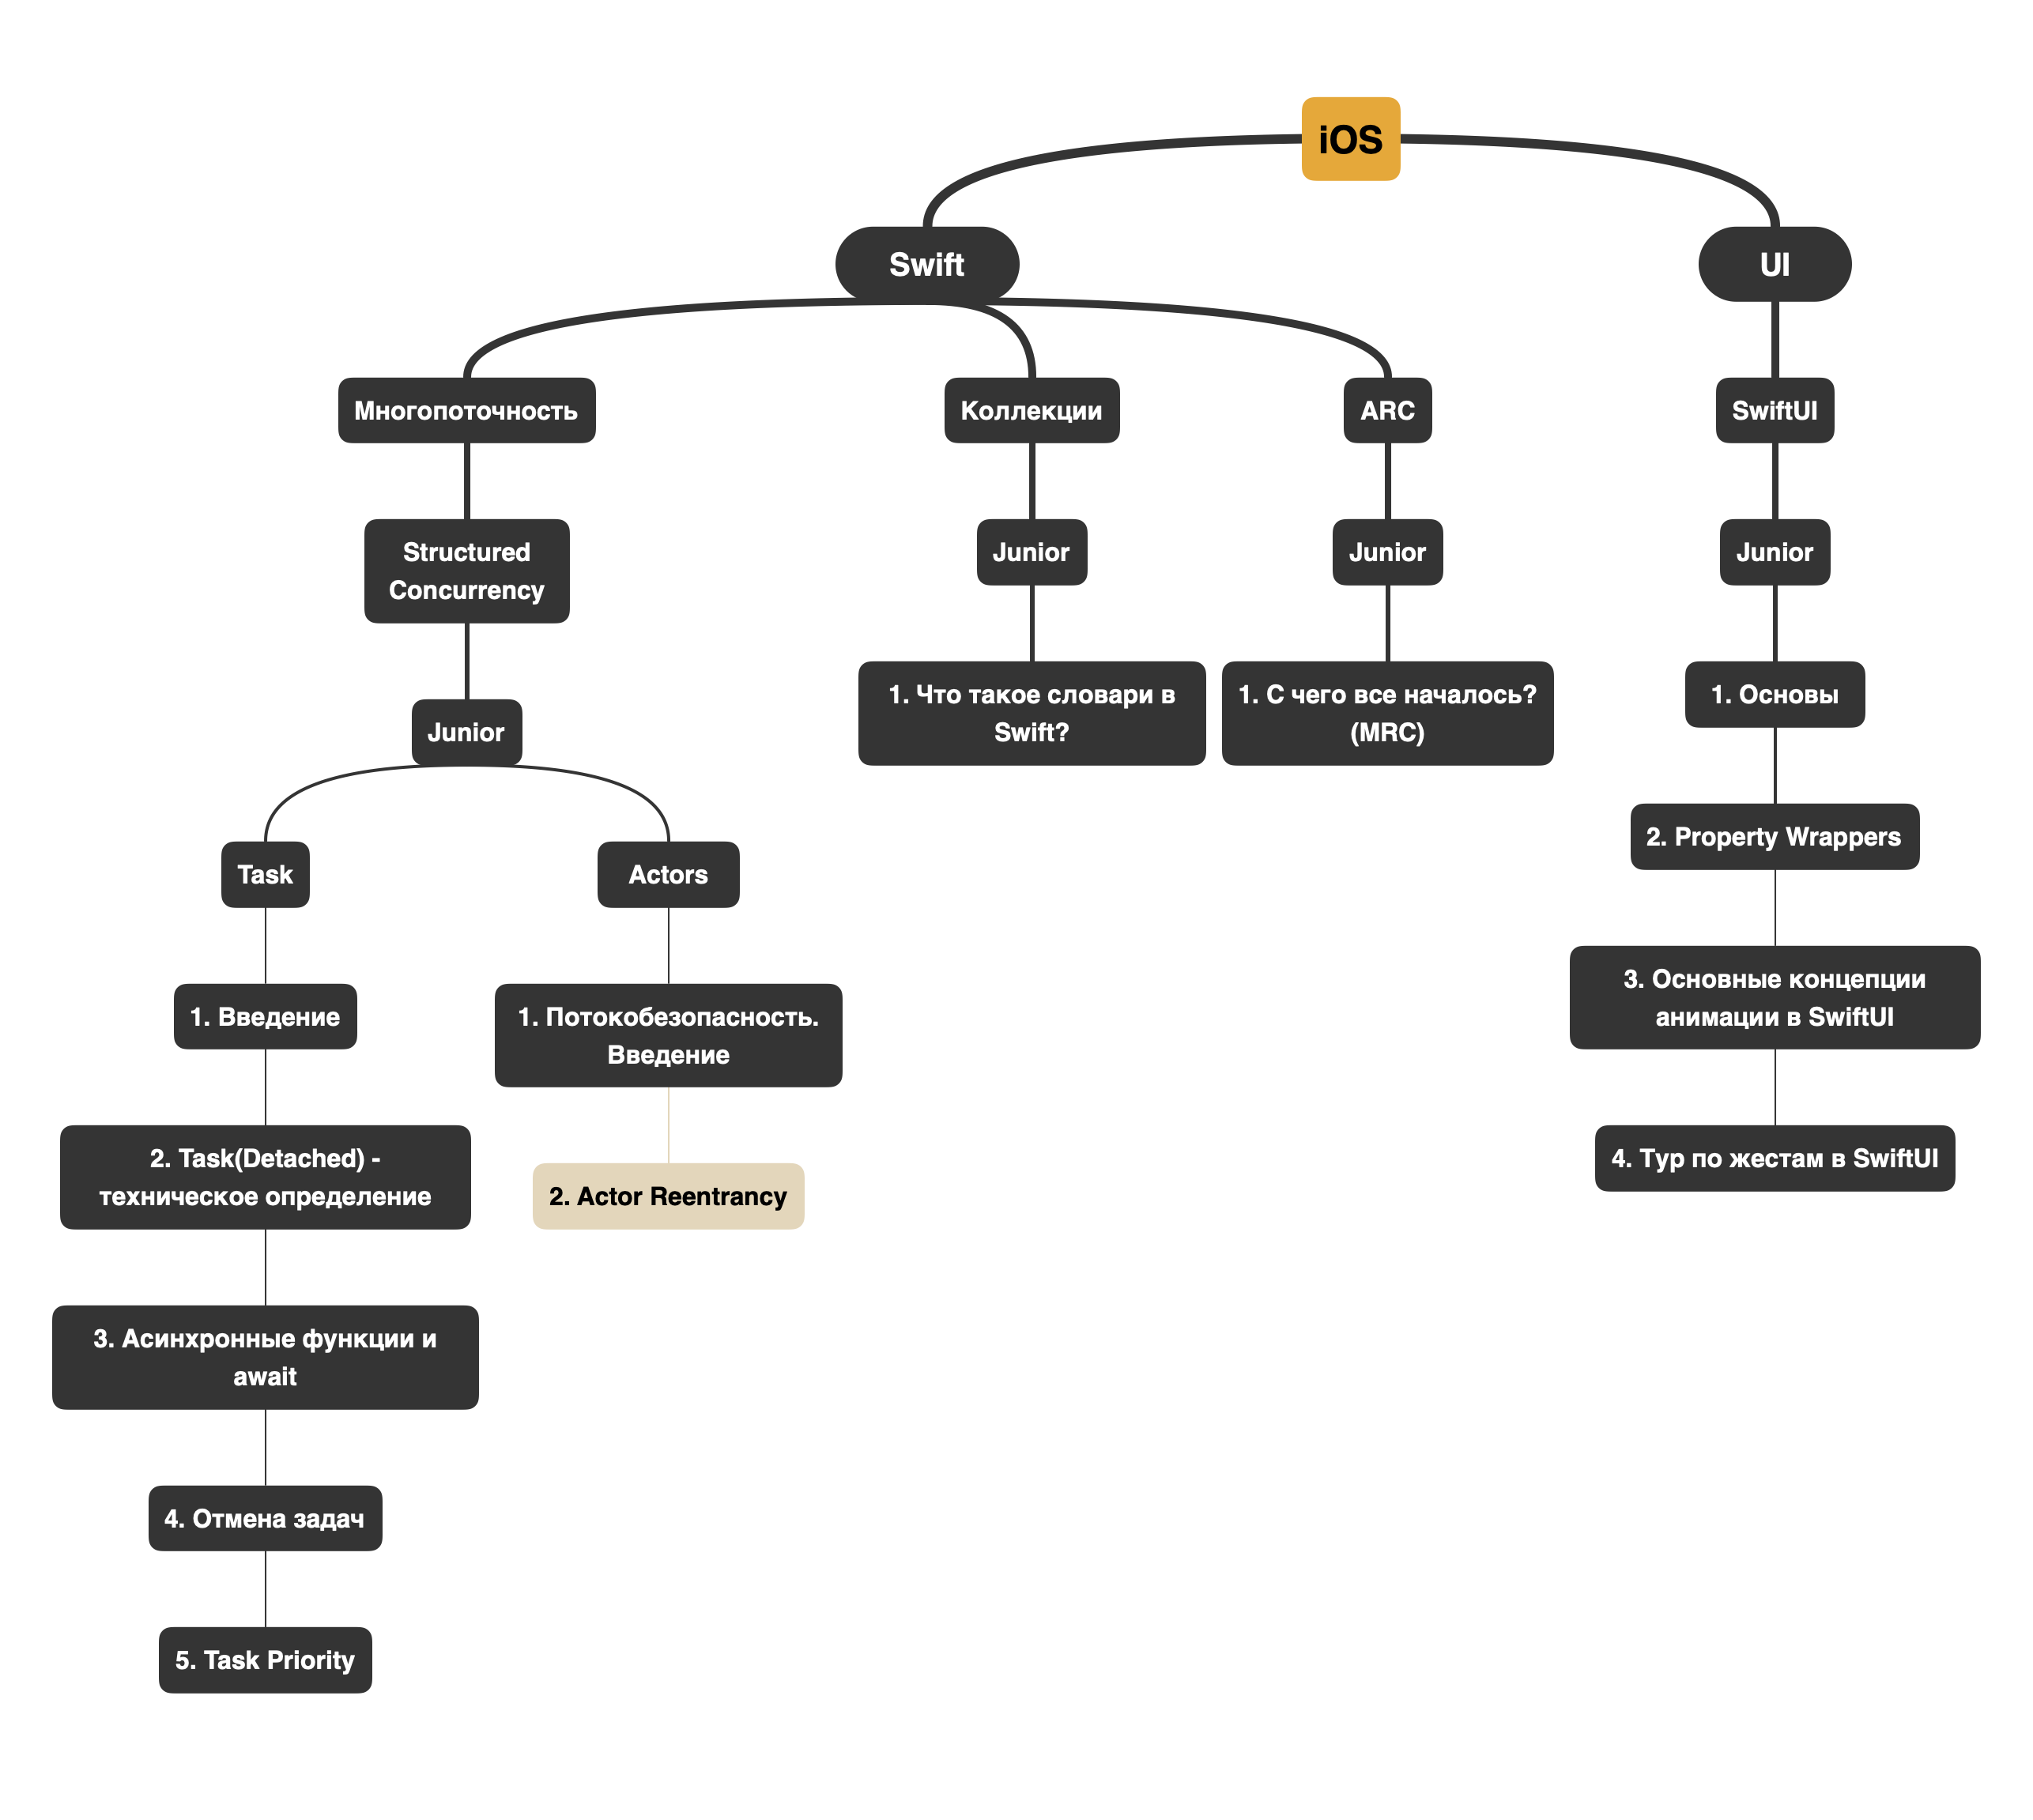 iOS
Swift
UI
Многопоточность
Коллекции
ARC
SwiftUI
Structured
Concurrency
Junior
Junior
Junior
Junior
1. Что такое словари в
Swift?
1. С чего все началось?
(MRC)
1. Основы
2. Property Wrappers
Task
Actors
3. Основные концепции
анимации в SwiftUI
1. Введение
1. Потокобезопасность.
Введение
2. Task(Detached) -
техническое определение
2. Actor Reentrancy
4. Тур по жестам в SwiftUI
3. Асинхронные функции и
await
4. Отмена задач
5. Task Priority